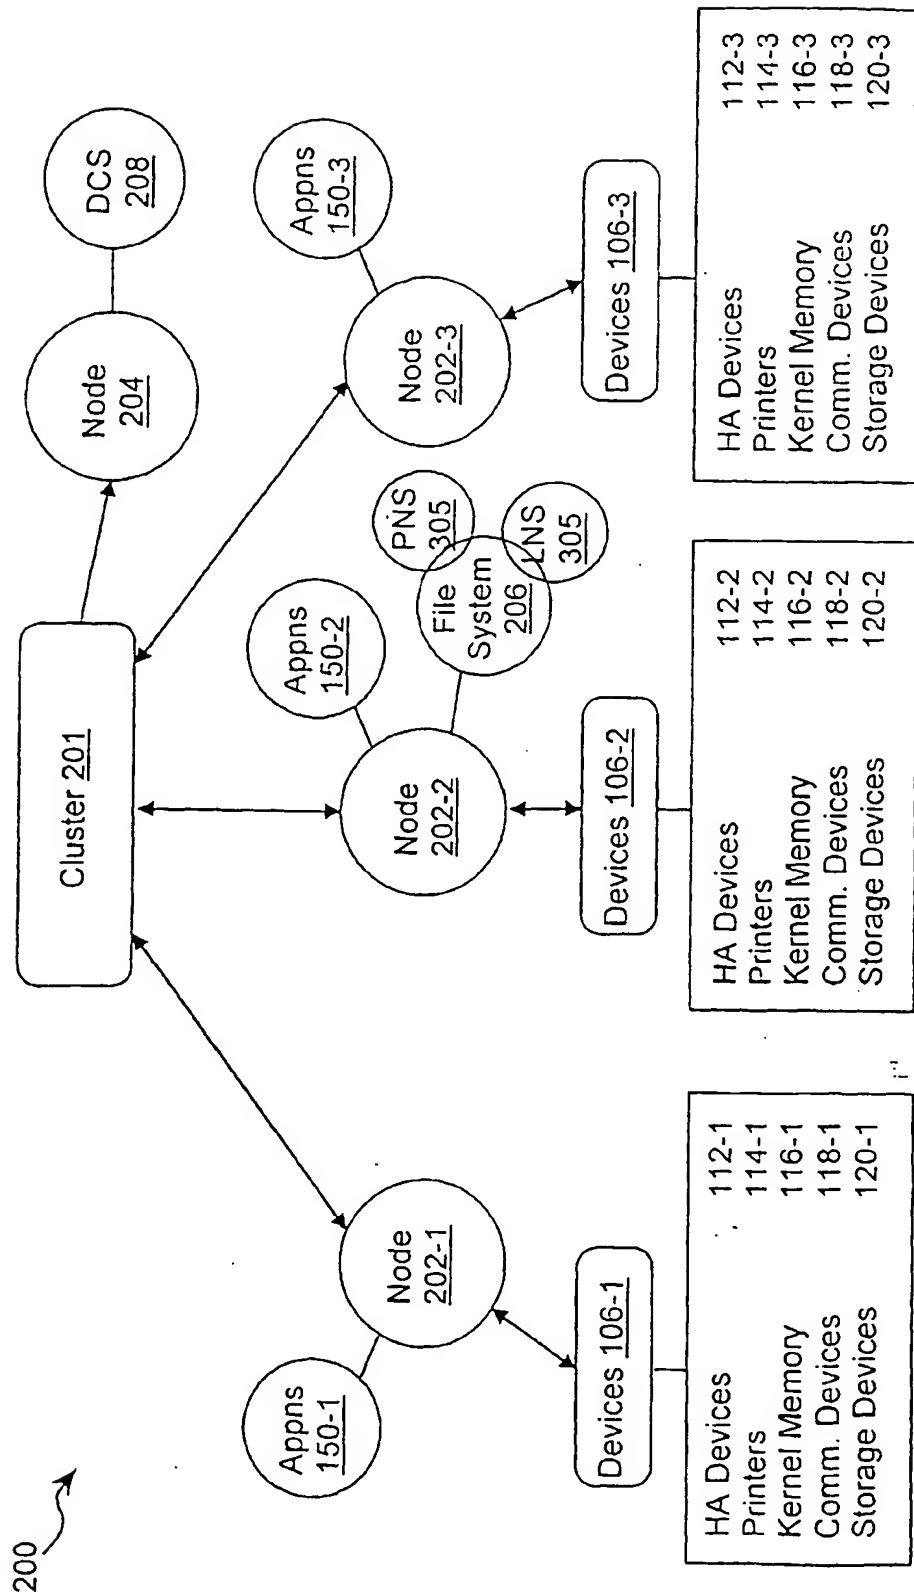 200
Cluster 201
Node
204
DCS
208
Appns
150-1
Node
202-1
Appns
150-2
Node
202-2
File
System
206
PNS
305
LNS
305
Appns
150-3
Node
202-3
Devices 106-1
HA Devices 112-1
Printers 114-1
Kernel Memory 116-1
Comm. Devices 118-1
Storage Devices 120-1
Devices 106-2
HA Devices 112-2
Printers 114-2
Kernel Memory 116-2
Comm. Devices 118-2
Storage Devices 120-2
Devices 106-3
HA Devices 112-3
Printers 114-3
Kernel Memory 116-3
Comm. Devices 118-3
Storage Devices 120-3